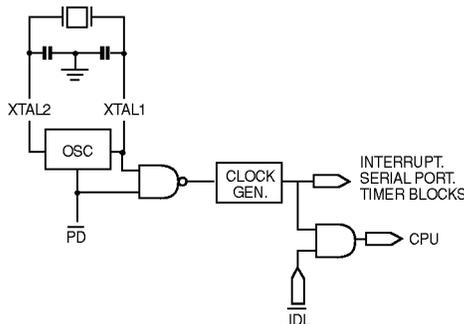 XTAL2 XTAL1
OSC
CLOCK
GEN.
INTERRUPT.
SERIAL PORT.
TIMER BLOCKS
PD
CPU
IDL